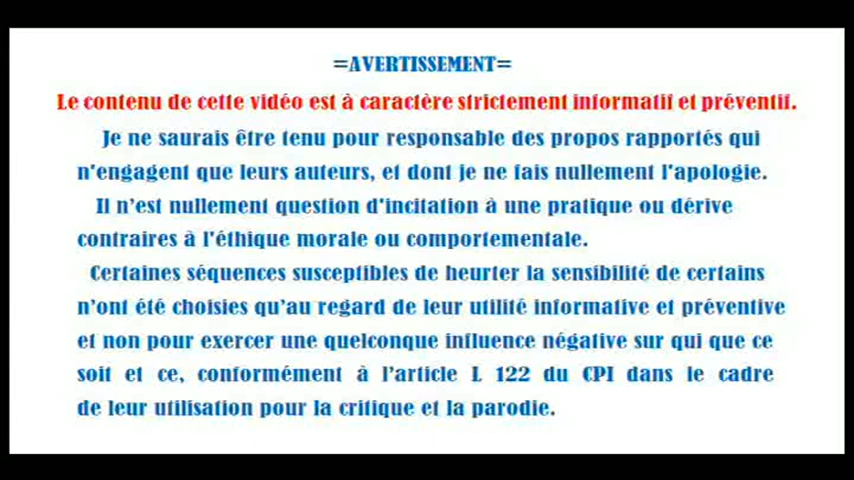 =AVERTISSEMENT=
Le contenu de cette vidéo est à caractère strictement informatif et préventif.
Je ne saurais être tenu pour responsable des propos rapportés qui
n'engagent que leurs auteurs, et dont je ne fais nullement l'apologie.
Il n'est nullement question d'incitation à une pratique ou dérive
contraires à l'éthique morale ou comportementale.
Certaines séquences susceptibles de heurter la sensibilité de certains
n'ont été choisies qu'au regard de leur utilité informative et préventive
et non pour exercer une quelconque influence négative sur qui que ce
soit et ce, conformément à l'article L 122 du CPI dans le cadre
de leur utilisation pour la critique et la parodie.